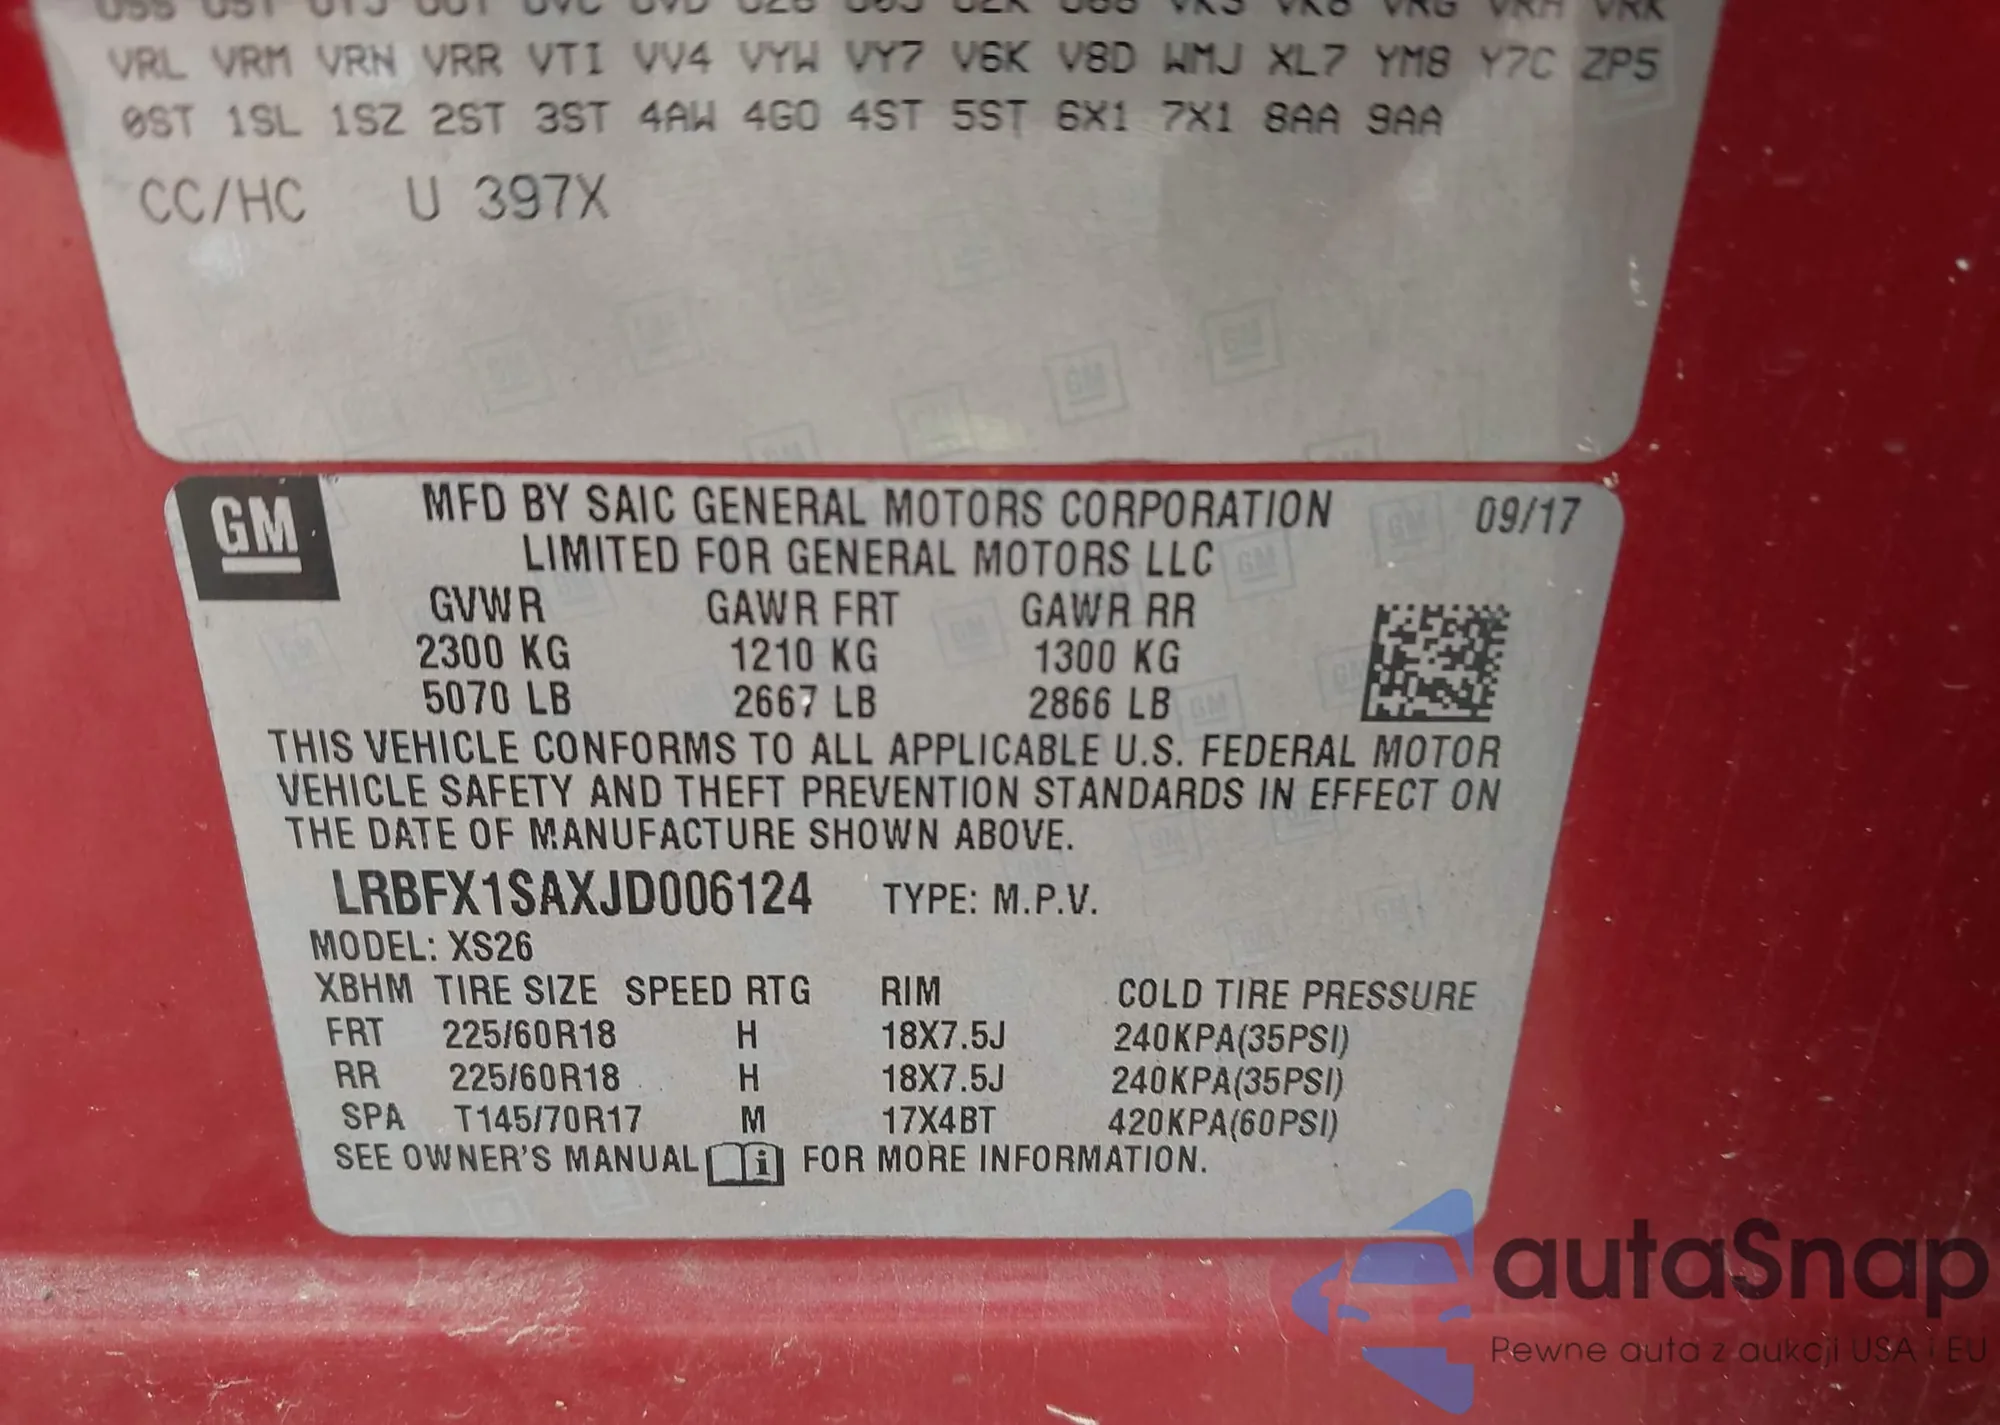 VRL VRM VRN VRR VTI VV4 VYW VY7 V6K V8D WMJ XL7 YM8 Y7C ZP5
0ST 1SL 1SZ 2ST 3ST 4AW 4GO 4ST 5ST 6X1 7X1 8AA 9AA
CC/HC U 397X
GM
MFD BY SAIC GENERAL MOTORS CORPORATION 09/17
LIMITED FOR GENERAL MOTORS LLC
GVWR GAWR FRT GAWR RR
2300 KG 1210 KG 1300 KG
5070 LB 2667 LB 2866 LB
THIS VEHICLE CONFORMS TO ALL APPLICABLE U.S. FEDERAL MOTOR
VEHICLE SAFETY AND THEFT PREVENTION STANDARDS IN EFFECT ON
THE DATE OF MANUFACTURE SHOWN ABOVE.
LRBFX1SAXJD006124 TYPE: M.P.V.
MODEL: XS26
XBHM TIRE SIZE SPEED RTG RIM COLD TIRE PRESSURE
FRT 225/60R18 H 18X7.5J 240KPA(35PSI)
RR 225/60R18 H 18X7.5J 240KPA(35PSI)
SPA T145/70R17 M 17X4BT 420KPA(60PSI)
SEE OWNER'S MANUAL i FOR MORE INFORMATION.
autaSnap
Pewne auta z aukcji USA i EU